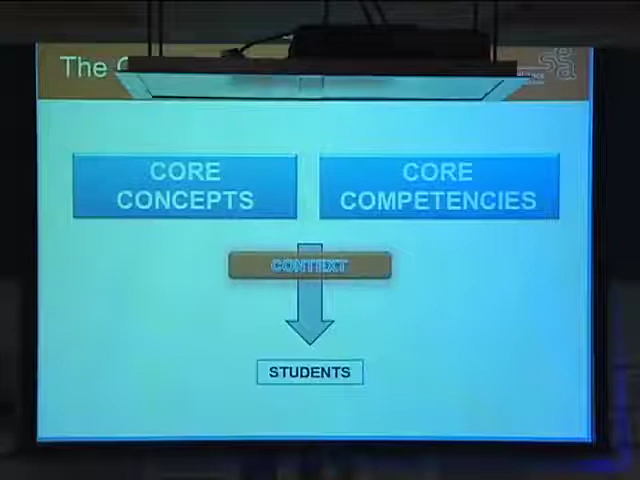 The
CORE
CONCEPTS
CORE
COMPETENCIES
CONTEXT
STUDENTS